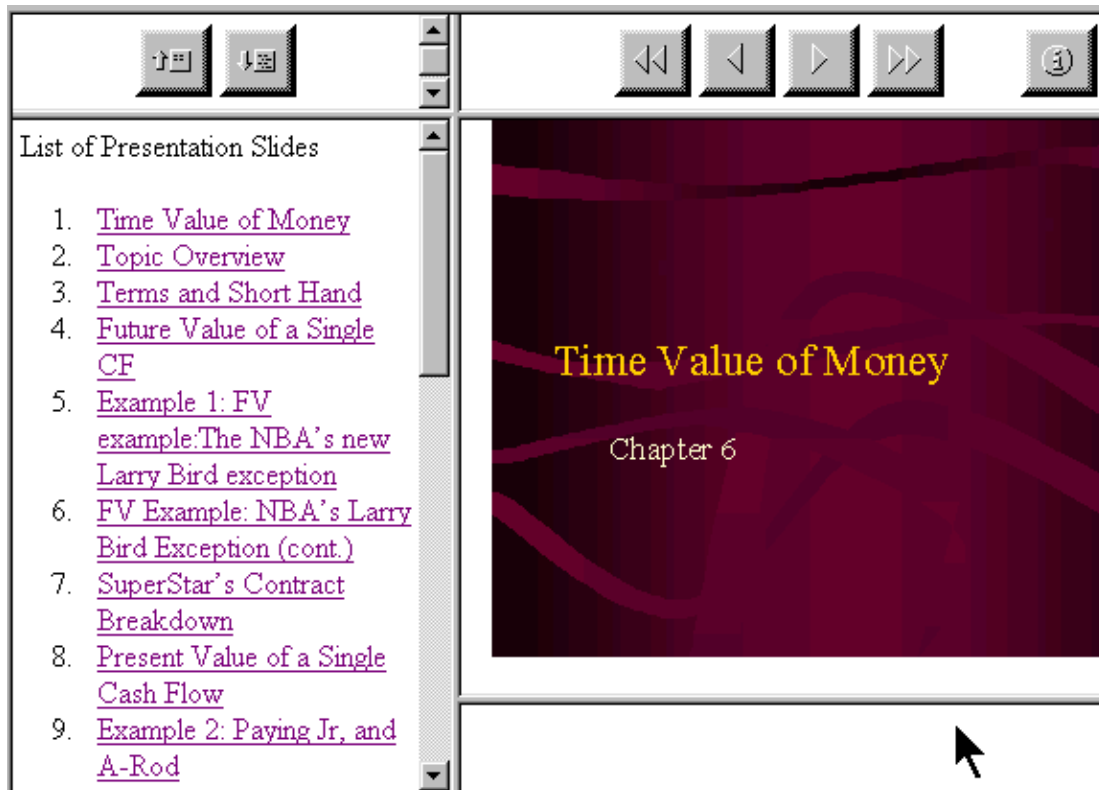 List of Presentation Slides
1. Time Value of Money
2. Topic Overview
3. Terms and Short Hand
4. Future Value of a Single
CF
5. Example 1: FV
example:The NBA's new
Larry Bird exception
6. FV Example: NBA's Larry
Bird Exception (cont.)
7. SuperStar's Contract
Breakdown
8. Present Value of a Single
Cash Flow
9. Example 2: Paying Jr, and
A-Rod
Time Value of Money
Chapter 6